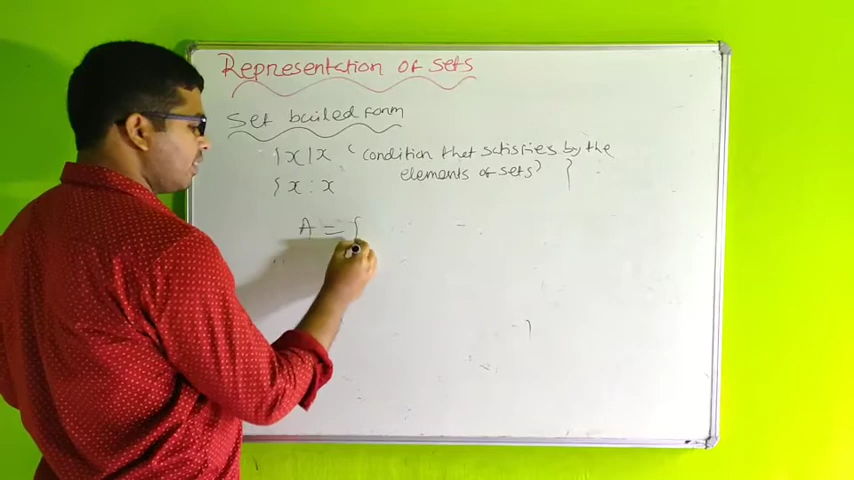 Representation of sets
Set builed form
{x|x (condition that satisfies by the
elements of sets) }
{x : x
A = {